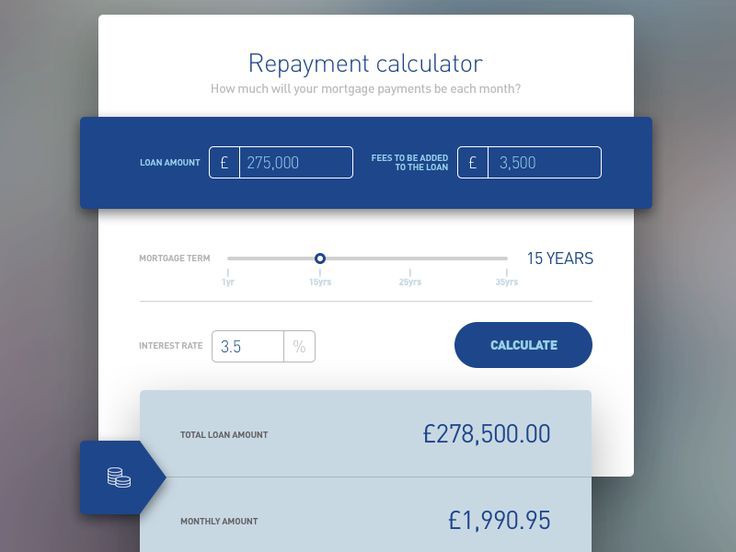 Repayment calculator
How much will your mortgage payments be each month?
LOAN AMOUNT £ 275,000 FEES TO BE ADDED
TO THE LOAN £ 3,500
MORTGAGE TERM 15 YEARS
1yr 15yrs 25yrs 35yrs
INTEREST RATE 3.5 % CALCULATE
TOTAL LOAN AMOUNT £278,500.00
MONTHLY AMOUNT £1,990.95